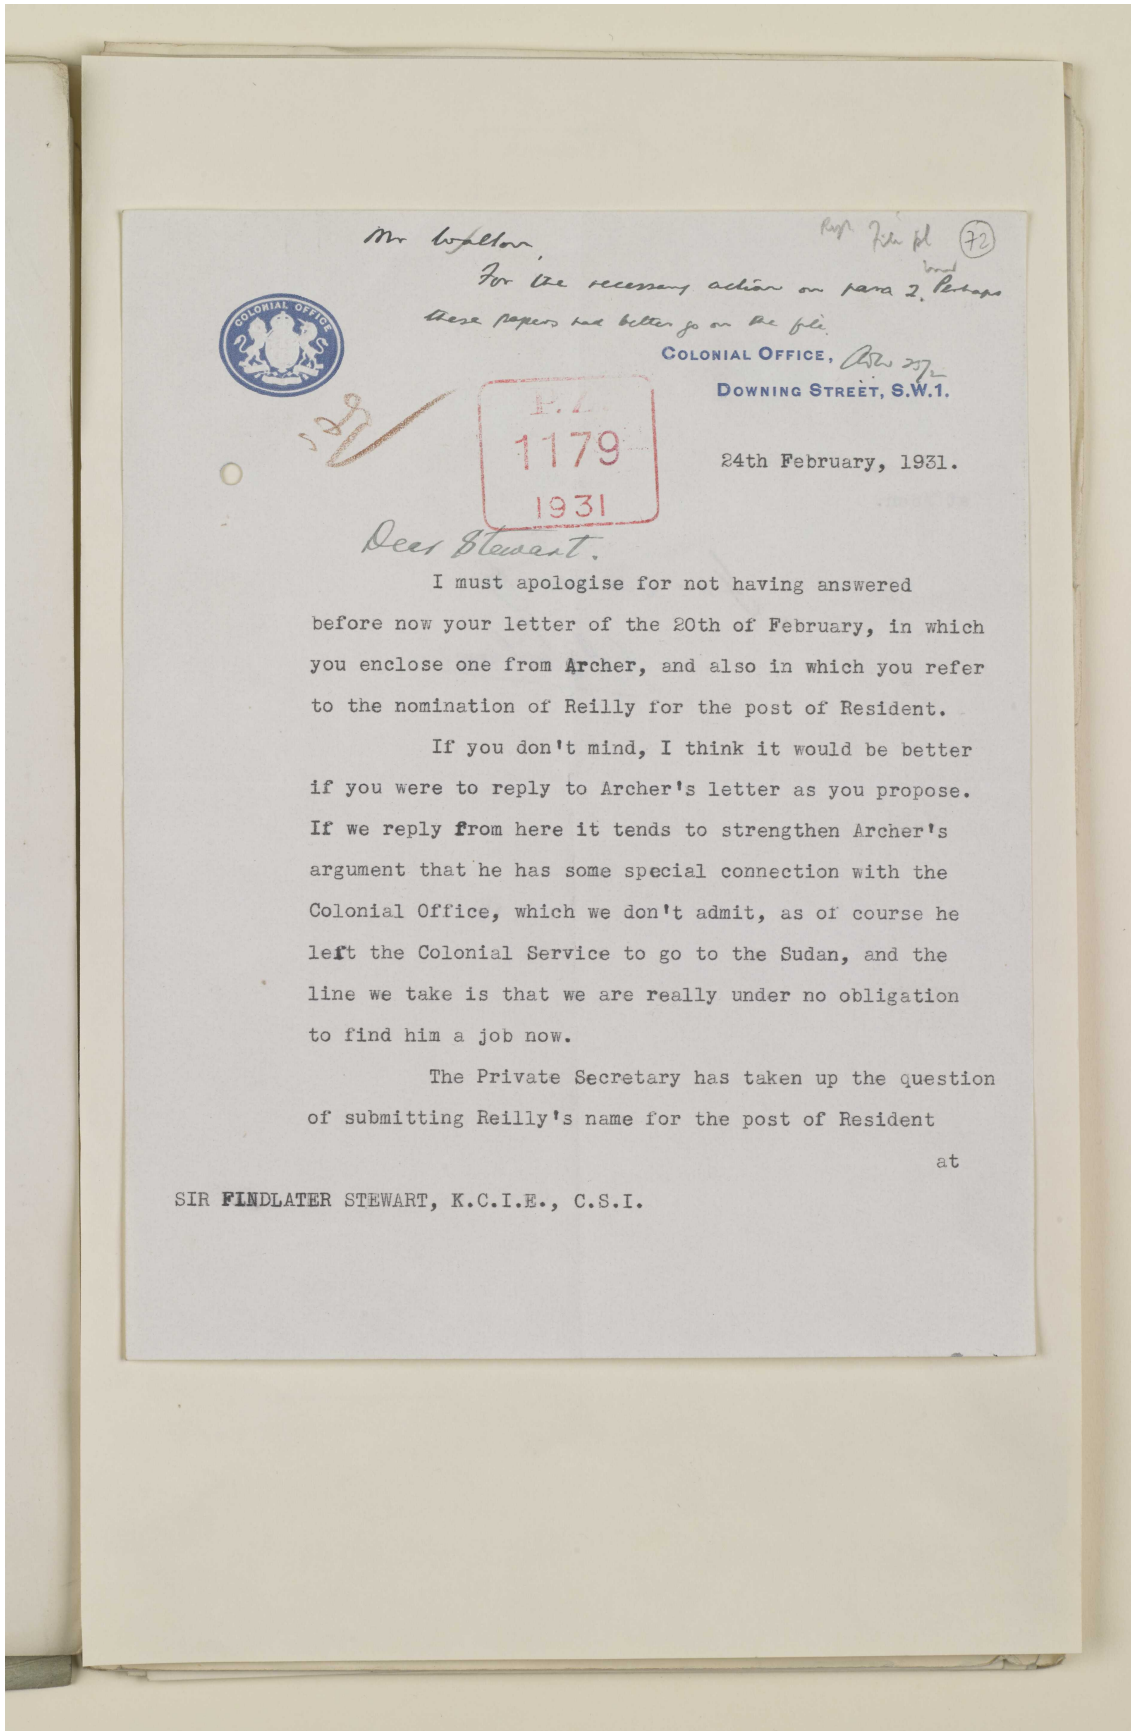 72
Mr Walton,
For the necessary action on para 2. Perhaps
these papers had better go on the file.
COLONIAL OFFICE
COLONIAL OFFICE,
25/2
DOWNING STREET, S.W.1.
P.Z.
1179
1931
24th February, 1931.
Dear Stewart.
I must apologise for not having answered
before now your letter of the 20th of February, in which
you enclose one from Archer, and also in which you refer
to the nomination of Reilly for the post of Resident.
If you don't mind, I think it would be better
if you were to reply to Archer's letter as you propose.
If we reply from here it tends to strengthen Archer's
argument that he has some special connection with the
Colonial Office, which we don't admit, as of course he
left the Colonial Service to go to the Sudan, and the
line we take is that we are really under no obligation
to find him a job now.
The Private Secretary has taken up the question
of submitting Reilly's name for the post of Resident
at
SIR FINDLATER STEWART, K.C.I.E., C.S.I.